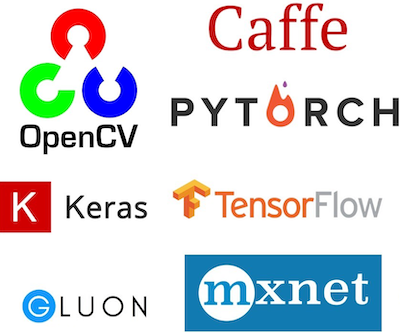 Caffe
OpenCV
PYTORCH
K Keras
TensorFlow
GLUON
mxnet